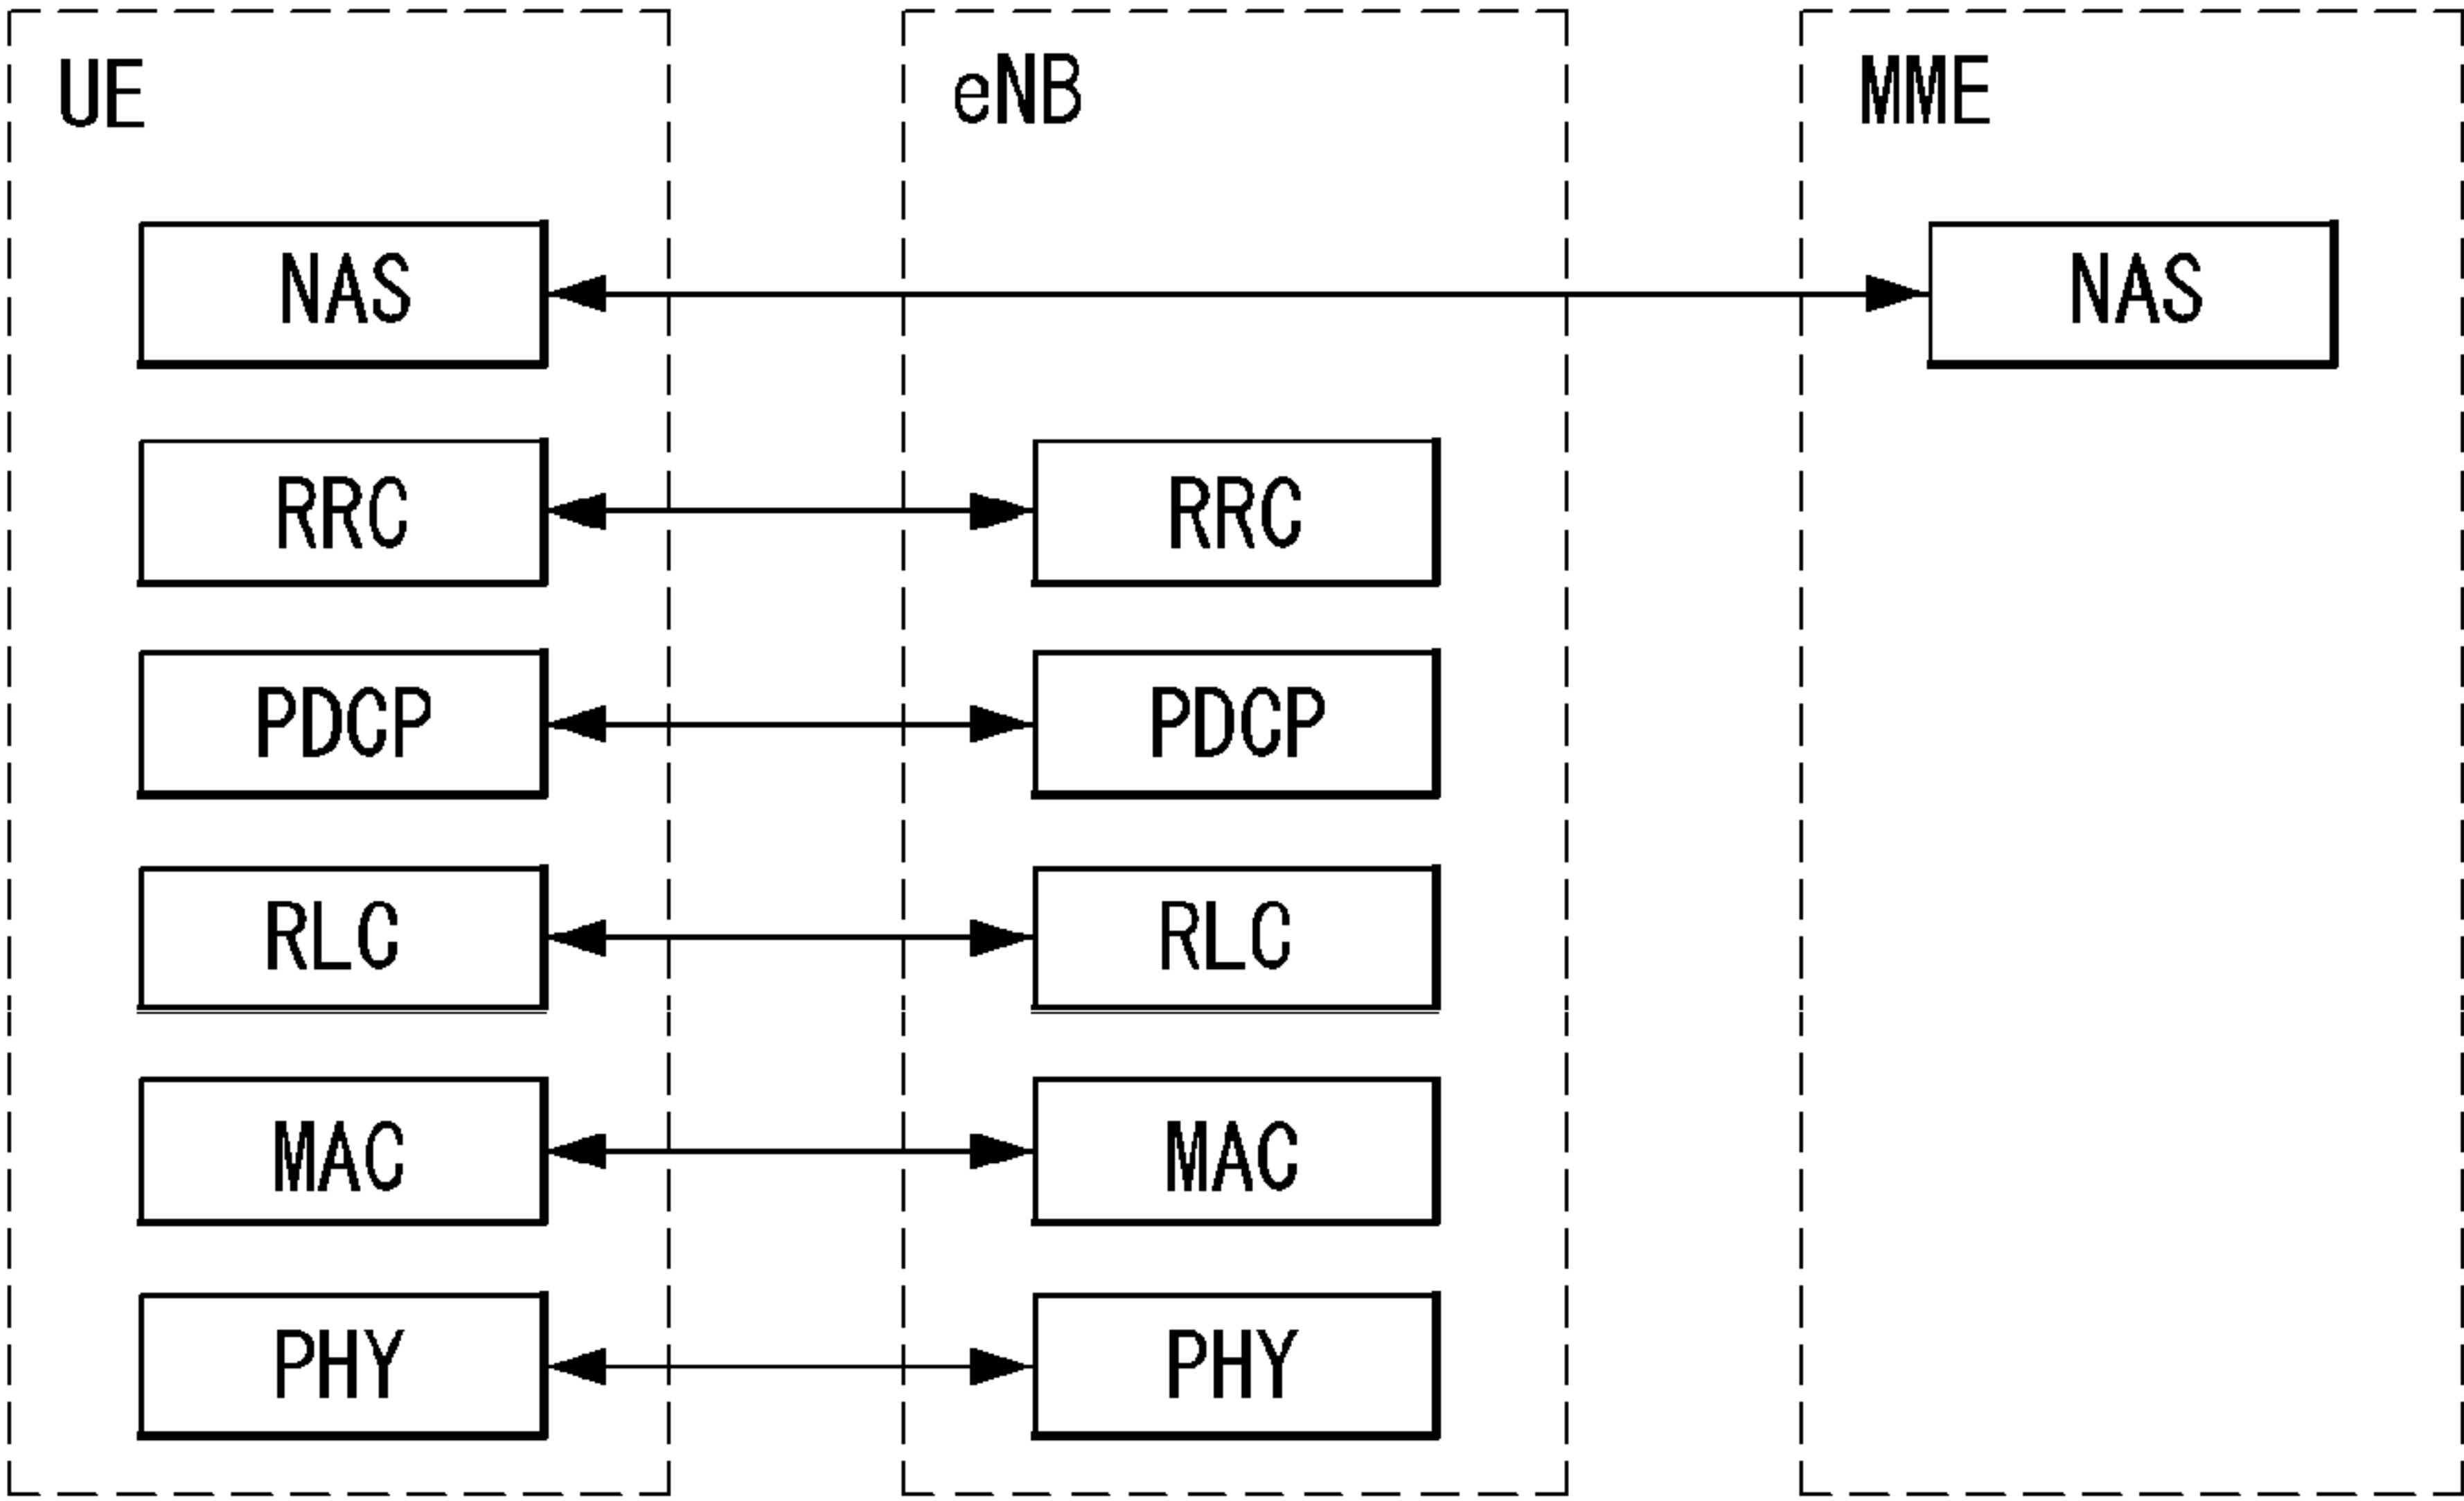 UE eNB MME
NAS NAS
RRC RRC
PDCP PDCP
RLC RLC
MAC MAC
PHY PHY